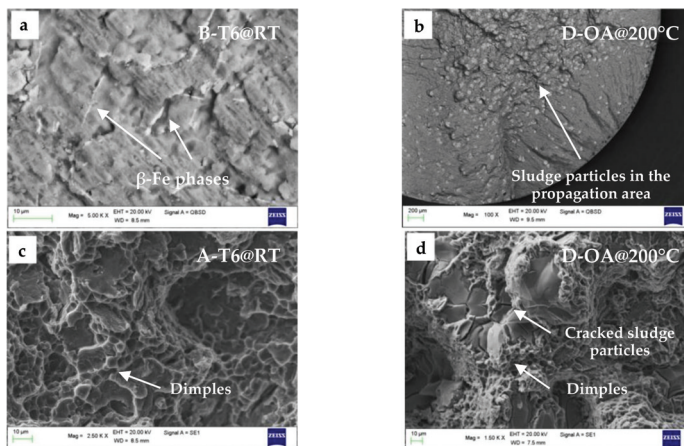 a
B-T6@RT
β-Fe phases
10 µm
Mag = 5.00 K X
EHT = 20.00 kV
WD = 9.5 mm
Signal A = QBSD
ZEISS
b
D-OA@200°C
Sludge particles in the
propagation area
200 µm
Mag = 100 X
EHT = 20.00 kV
WD = 9.5 mm
Signal A = QBSD
ZEISS
c
A-T6@RT
Dimples
10 µm
Mag = 2.50 K X
EHT = 20.00 kV
WD = 8.5 mm
Signal A = SE1
ZEISS
d
D-OA@200°C
Cracked sludge
particles
Dimples
10 µm
Mag = 1.50 K X
EHT = 20.00 kV
WD = 7.5 mm
Signal A = SE1
ZEISS